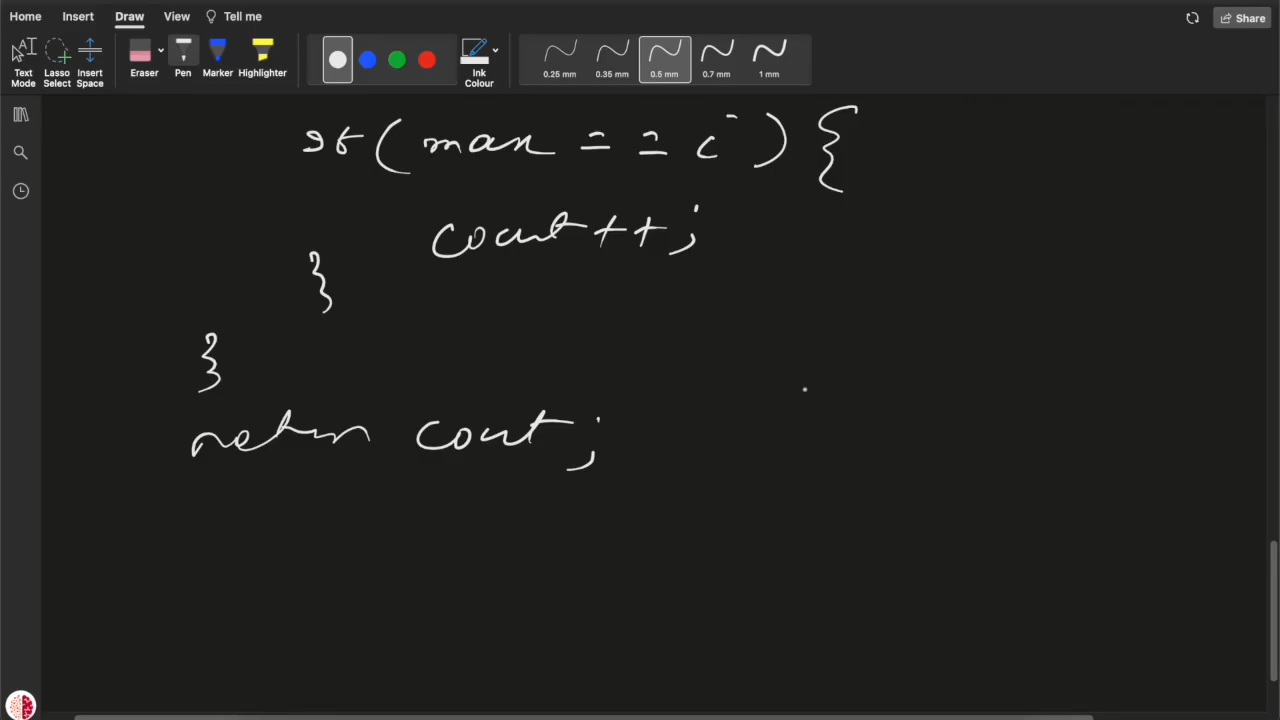 Home Insert Draw View Tell me Share
Text Mode Lasso Select Insert Space Eraser Pen Marker Highlighter Ink Colour 0.25 mm 0.35 mm 0.5 mm 0.7 mm 1 mm
if ( max == i ) {
count++;
}
}
return cout;